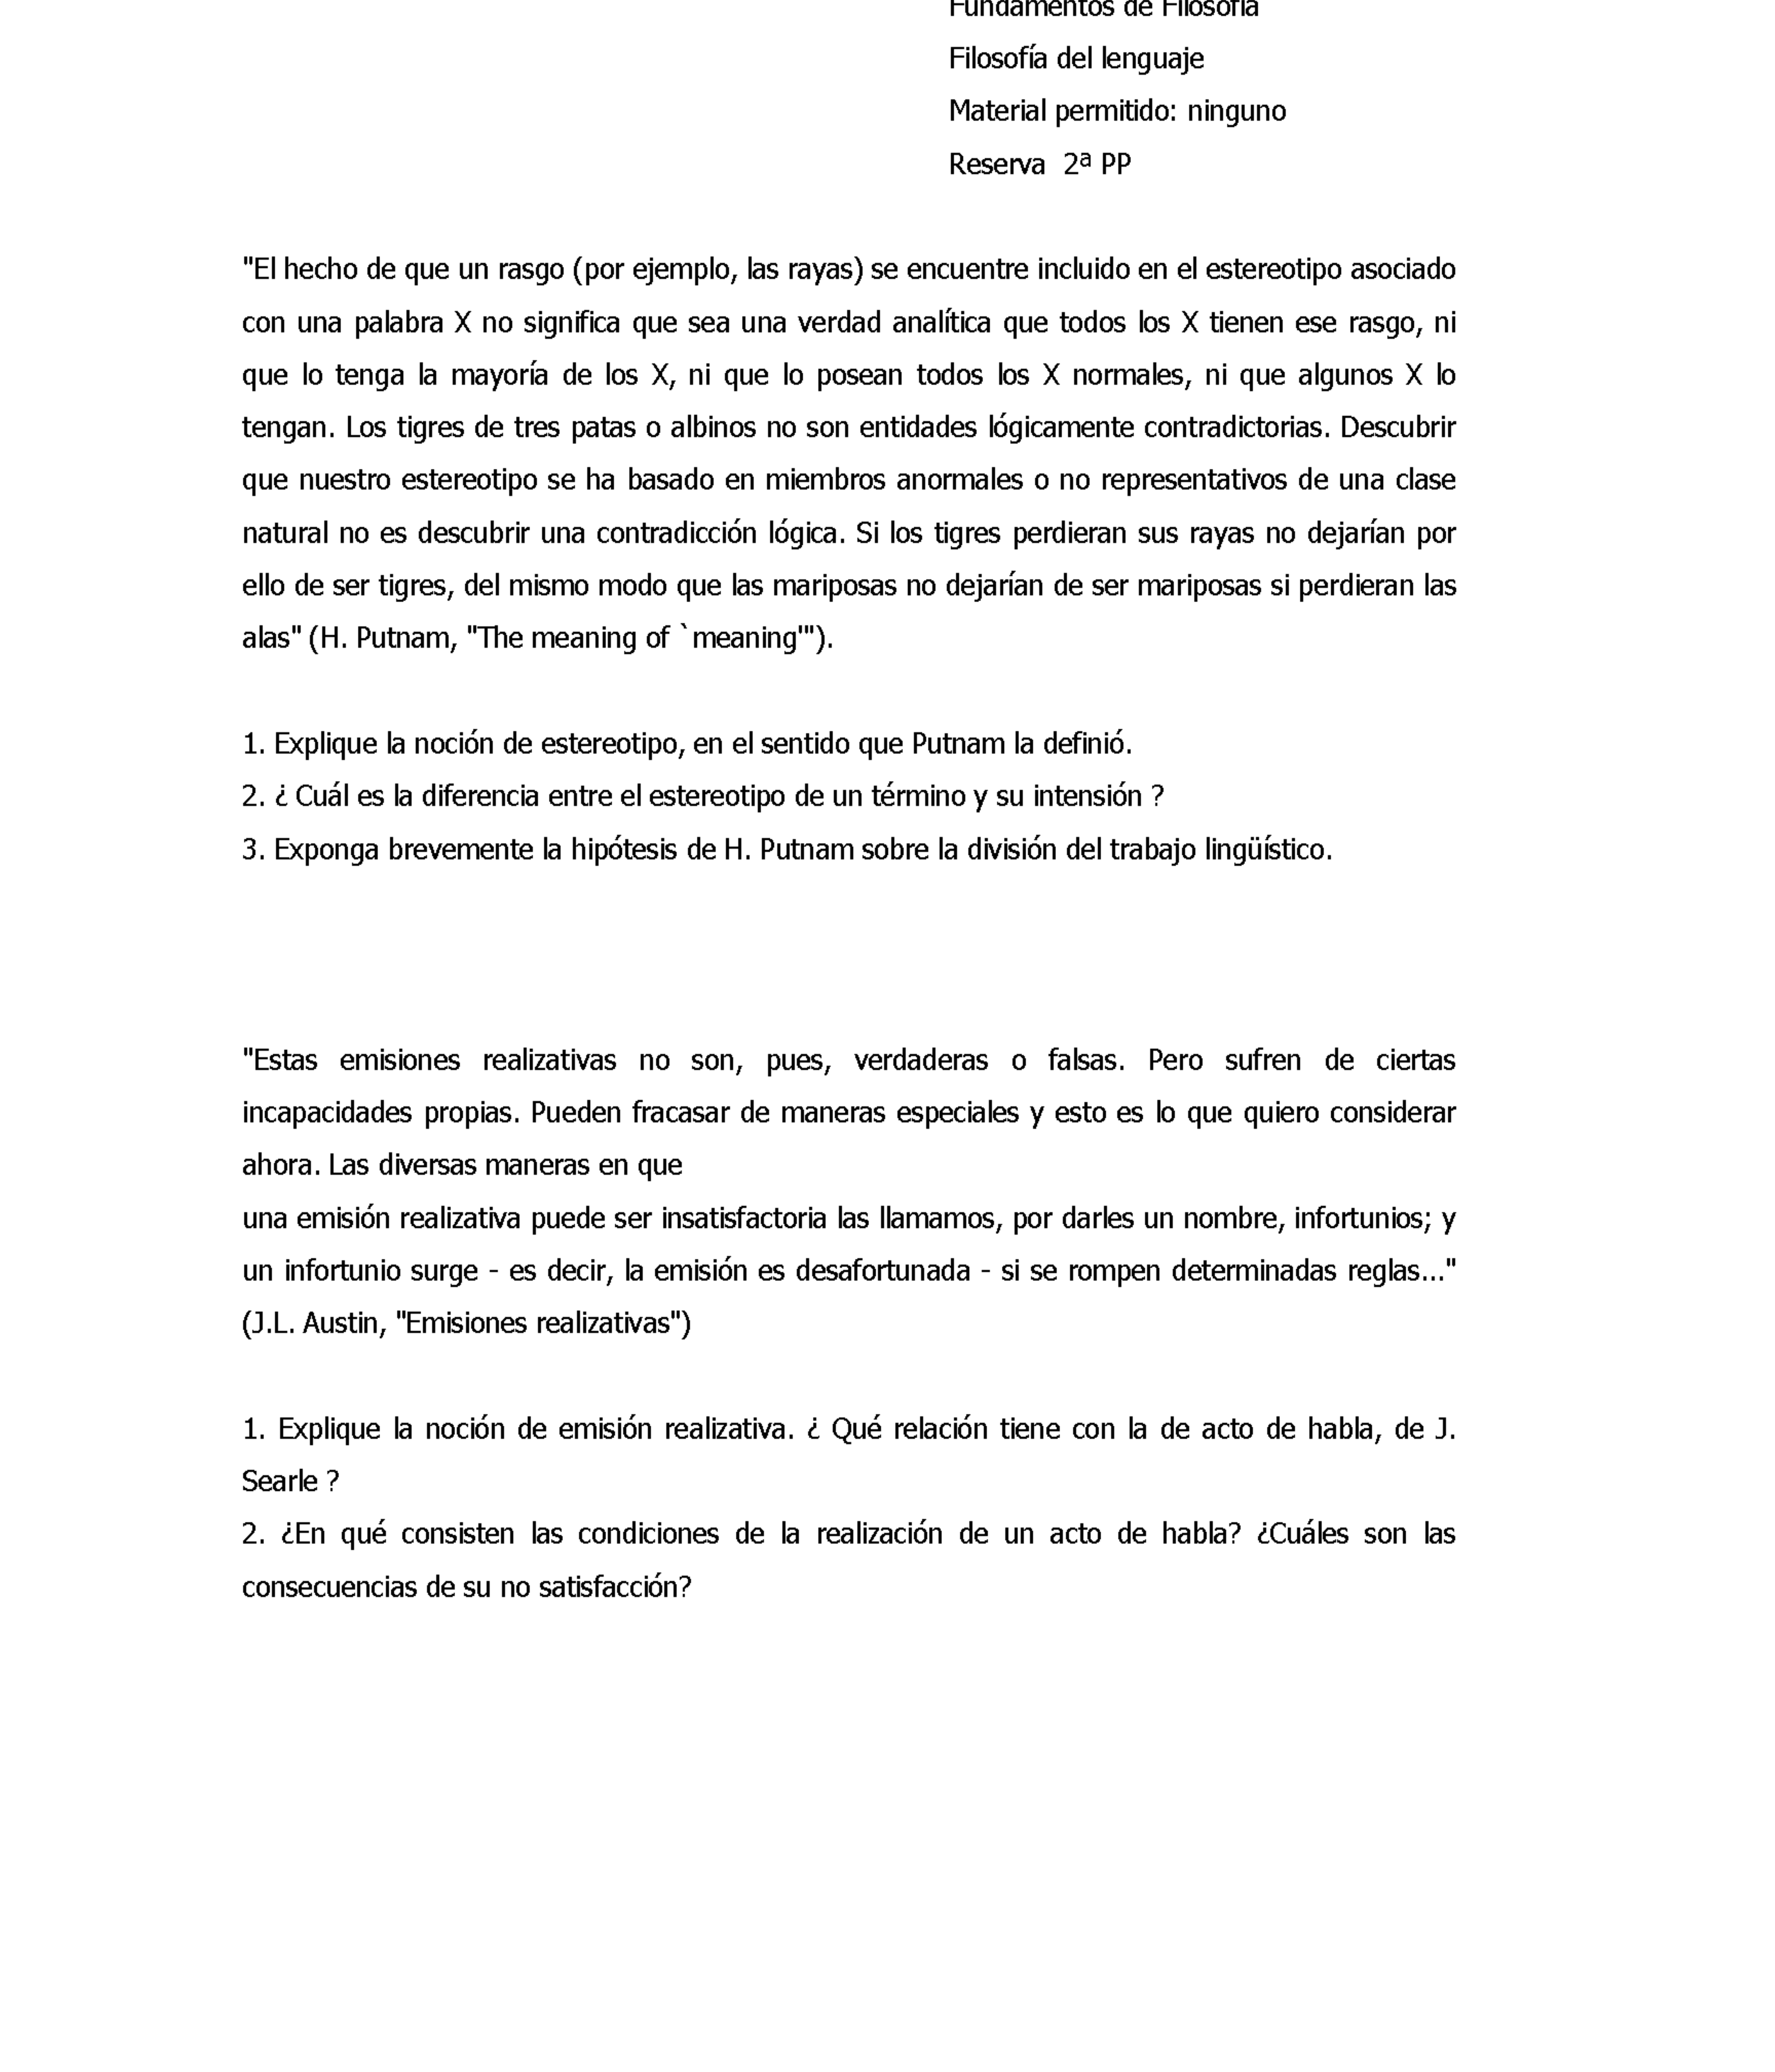 Fundamentos de Filosofía
Filosofía del lenguaje
Material permitido: ninguno
Reserva  2ª PP
"El hecho de que un rasgo (por ejemplo, las rayas) se encuentre incluido en el estereotipo asociado
con una palabra X no significa que sea una verdad analítica que todos los X tienen ese rasgo, ni
que lo tenga la mayoría de los X, ni que lo posean todos los X normales, ni que algunos X lo
tengan. Los tigres de tres patas o albinos no son entidades lógicamente contradictorias. Descubrir
que nuestro estereotipo se ha basado en miembros anormales o no representativos de una clase
natural no es descubrir una contradicción lógica. Si los tigres perdieran sus rayas no dejarían por
ello de ser tigres, del mismo modo que las mariposas no dejarían de ser mariposas si perdieran las
alas" (H. Putnam, "The meaning of `meaning'").
1. Explique la noción de estereotipo, en el sentido que Putnam la definió.
2. ¿ Cuál es la diferencia entre el estereotipo de un término y su intensión ?
3. Exponga brevemente la hipótesis de H. Putnam sobre la división del trabajo lingüístico.
"Estas emisiones realizativas no son, pues, verdaderas o falsas. Pero sufren de ciertas
incapacidades propias. Pueden fracasar de maneras especiales y esto es lo que quiero considerar
ahora. Las diversas maneras en que
una emisión realizativa puede ser insatisfactoria las llamamos, por darles un nombre, infortunios; y
un infortunio surge - es decir, la emisión es desafortunada - si se rompen determinadas reglas..."
(J.L. Austin, "Emisiones realizativas")
1. Explique la noción de emisión realizativa. ¿ Qué relación tiene con la de acto de habla, de J.
Searle ?
2. ¿En qué consisten las condiciones de la realización de un acto de habla? ¿Cuáles son las
consecuencias de su no satisfacción?